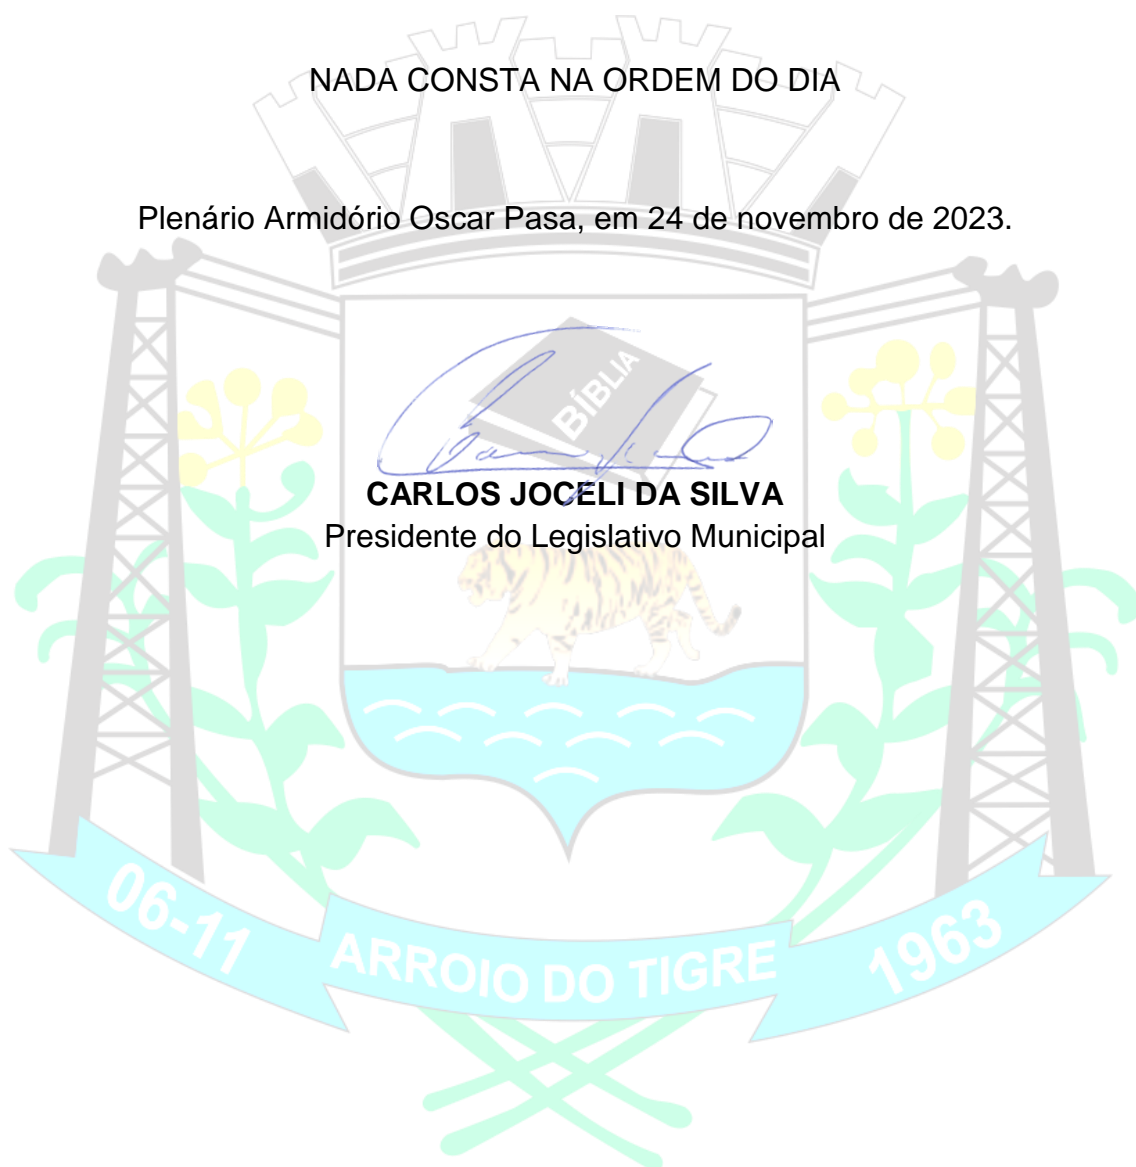 NADA CONSTA NA ORDEM DO DIA
Plenário Armidório Oscar Pasa, em 24 de novembro de 2023.
BÍBLIA
CARLOS JOCELI DA SILVA
Presidente do Legislativo Municipal
06-11 ARROIO DO TIGRE 1963